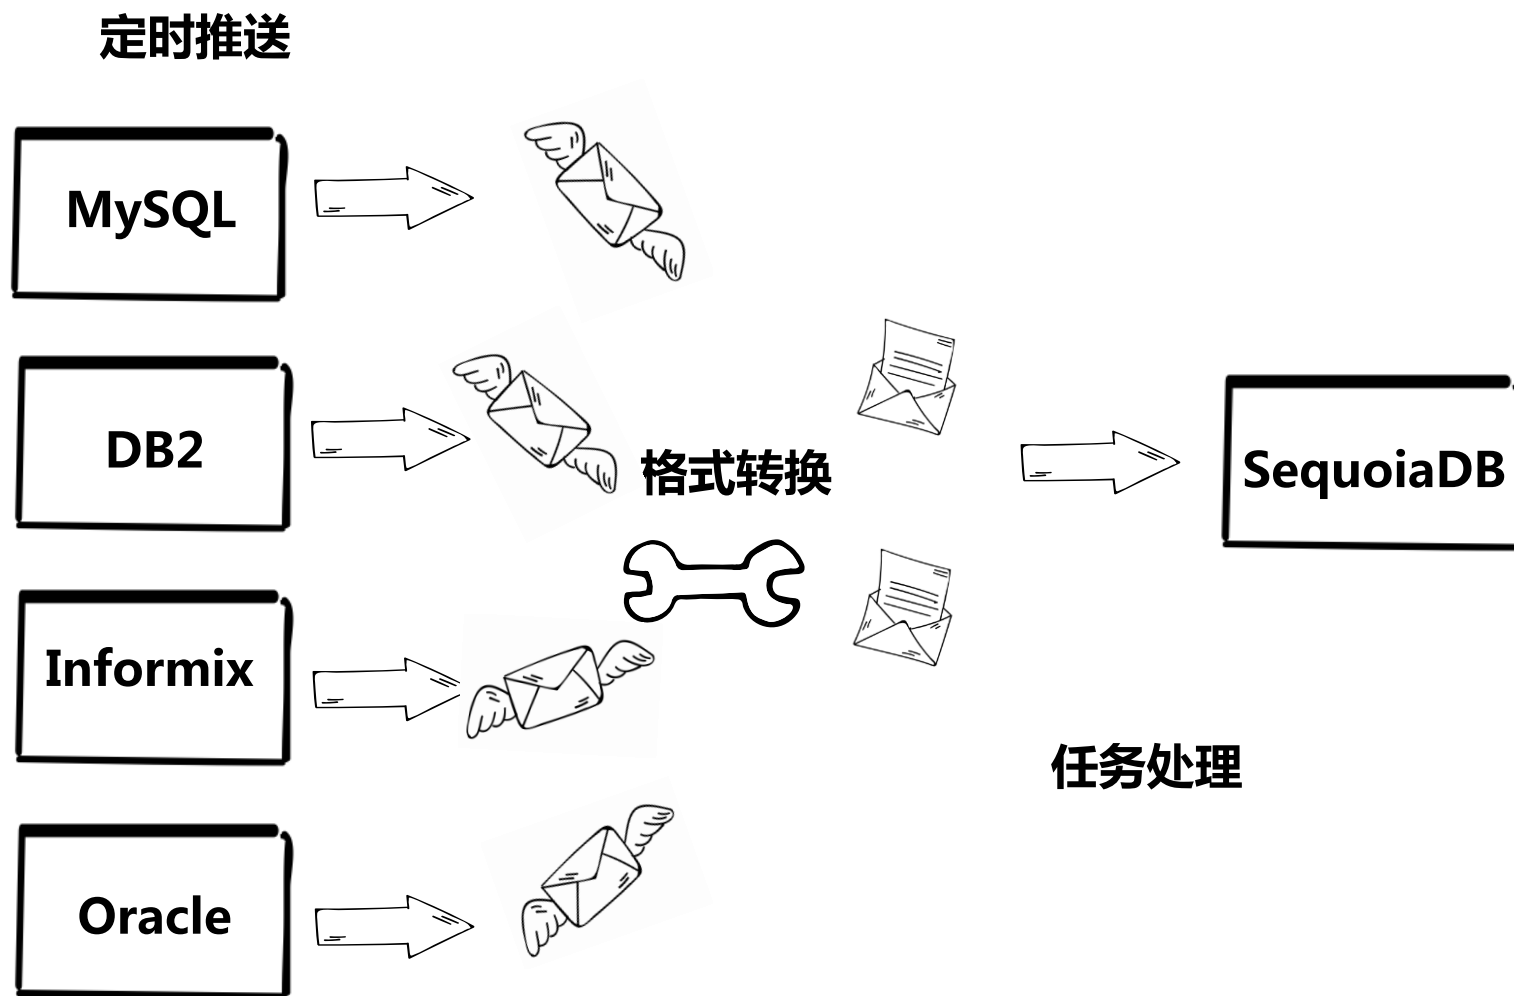 定时推送
MySQL
DB2
格式转换
SequoiaDB
Informix
任务处理
Oracle